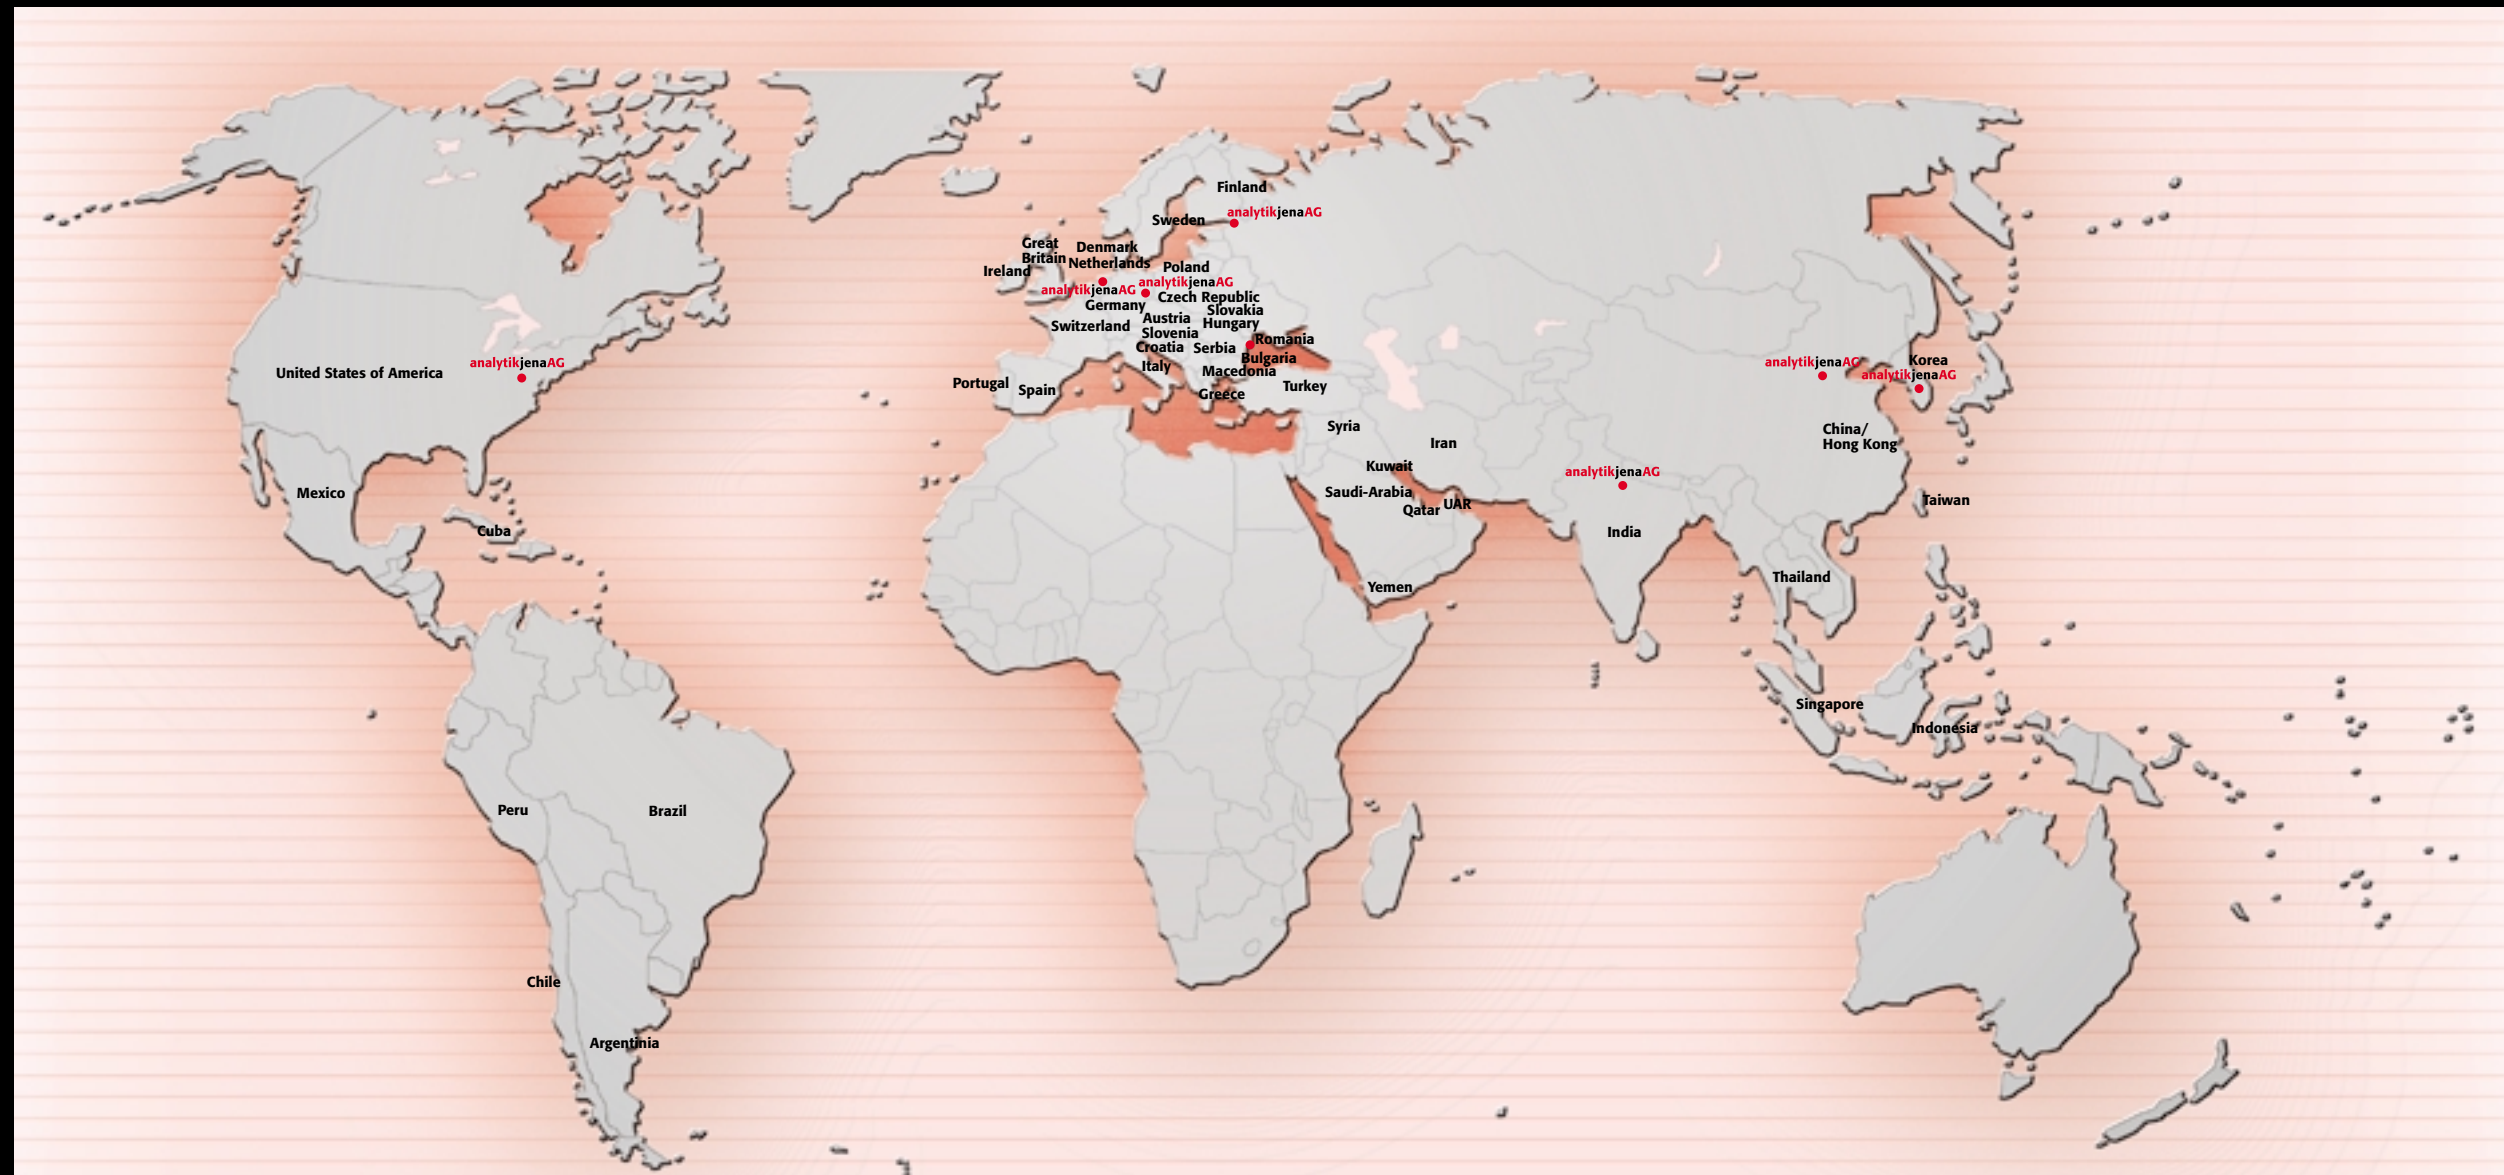 Finland
analytikjenaAG
Sweden
Great
Britain
Denmark
Netherlands
Ireland
Poland
analytikjenaAG
analytikjenaAG
Czech Republic
Germany
Slovakia
Austria
Hungary
Switzerland
Slovenia
Romania
Croatia
Serbia
Bulgaria
Italy
Macedonia
Portugal
Spain
Turkey
Greece
United States of America
analytikjenaAG
analytikjenaAG
Korea
analytikjenaAG
Syria
Iran
China/
Hong Kong
Kuwait
analytikjenaAG
Mexico
Saudi-Arabia
Qatar
UAR
Taiwan
Cuba
India
Thailand
Yemen
Singapore
Indonesia
Peru
Brazil
Chile
Argentinia